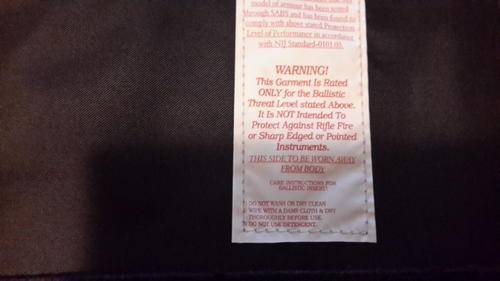 model of armour has been tested
through SABS and has been found to
comply with above stated Protection
Level of Performance in accordance
with NIJ Standard-0101.03.
WARNING!
This Garment Is Rated
ONLY for the Ballistic
Threat Level stated Above.
It Is NOT Intended To
Protect Against Rifle Fire
or Sharp Edged or Pointed
Instruments.
THIS SIDE TO BE WORN AWAY
FROM BODY
CARE INSTRUCTIONS FOR
BALLISTIC INSERT:
DO NOT WASH OR DRY CLEAN
WIPE WITH A DAMP CLOTH & DRY
THOROUGHLY BEFORE USE.
DO NOT USE DETERGENT.